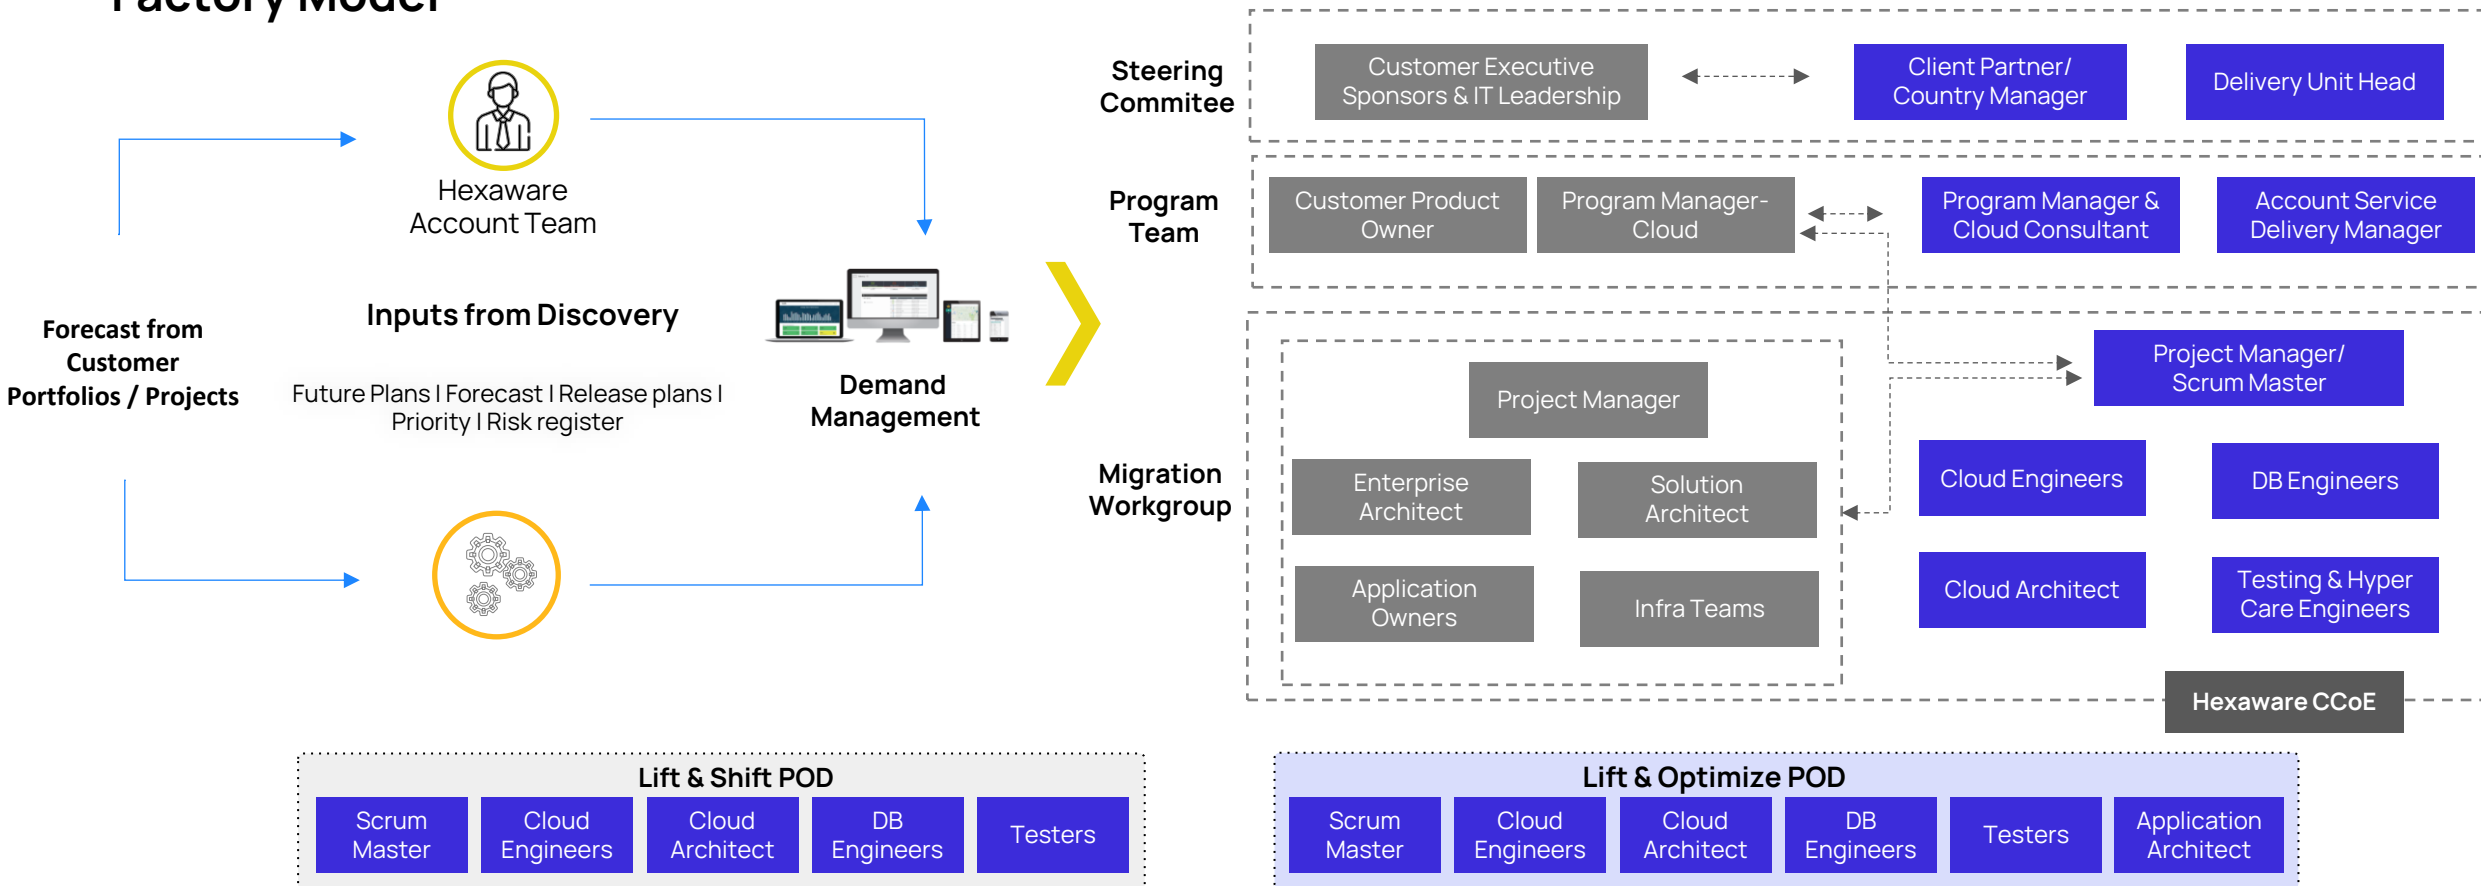 Factory Model
Hexaware
Account Team
Inputs from Discovery
Forecast from
Customer
Portfolios / Projects
Future Plans I Forecast I Release plans I
Priority I Risk register
Demand
Management
Steering
Commitee
Customer Executive
Sponsors & IT Leadership
Client Partner/
Country Manager
Delivery Unit Head
Program
Team
Customer Product
Owner
Program Manager-
Cloud
Program Manager &
Cloud Consultant
Account Service
Delivery Manager
Migration
Workgroup
Project Manager
Enterprise
Architect
Solution
Architect
Application
Owners
Infra Teams
Project Manager/
Scrum Master
Cloud Engineers
DB Engineers
Cloud Architect
Testing & Hyper
Care Engineers
Hexaware CCoE
Lift & Shift POD
Scrum
Master
Cloud
Engineers
Cloud
Architect
DB
Engineers
Testers
Lift & Optimize POD
Scrum
Master
Cloud
Engineers
Cloud
Architect
DB
Engineers
Testers
Application
Architect